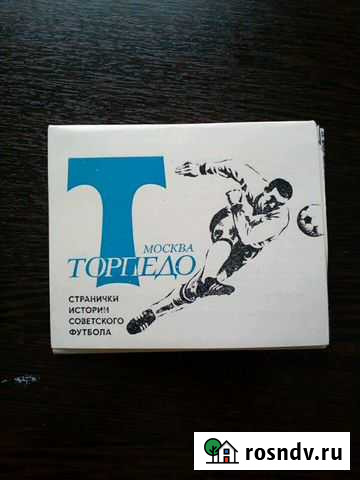 Т
МОСКВА
ТОРПЕДО
СТРАНИЧКИ
ИСТОРИИ
СОВЕТСКОГО
ФУТБОЛА
rosndv.ru